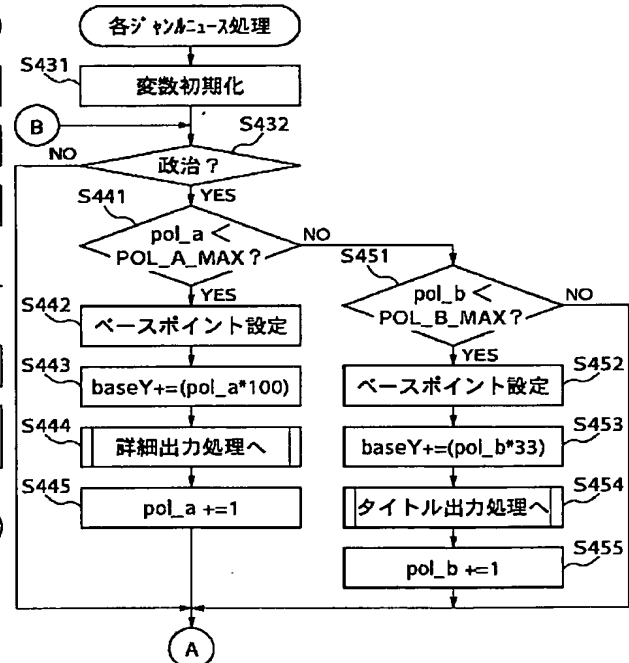 各ジャンルニュース処理
S431
変数初期化
B
S432
NO
政治？
YES
S441
pol_a <
POL_A_MAX？
NO
YES
S451
pol_b <
POL_B_MAX？
NO
YES
S442
ベースポイント設定
S452
ベースポイント設定
S443
baseY+=(pol_a*100)
S453
baseY+=(pol_b*33)
S444
詳細出力処理へ
S454
タイトル出力処理へ
S445
pol_a +=1
S455
pol_b +=1
A